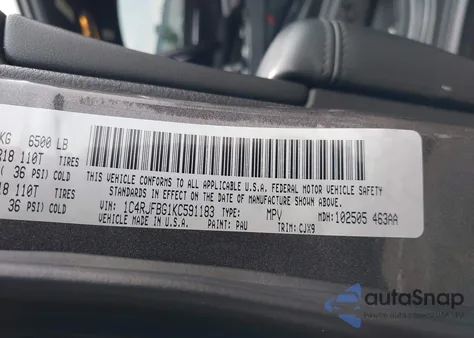 KG 6500 LB
R18 110T TIRES
( 36 PSI) COLD
18 110T TIRES
36 PSI) COLD
THIS VEHICLE CONFORMS TO ALL APPLICABLE U.S.A. FEDERAL MOTOR VEHICLE SAFETY
STANDARDS IN EFFECT ON THE DATE OF MANUFACTURE SHOWN ABOVE.
VIN: 1C4RJFBG1KC591183 TYPE: MPV MDH: 102505 463AA
VEHICLE MADE IN U.S.A. PAINT: PAU TRIM: CJX9
autoSnap